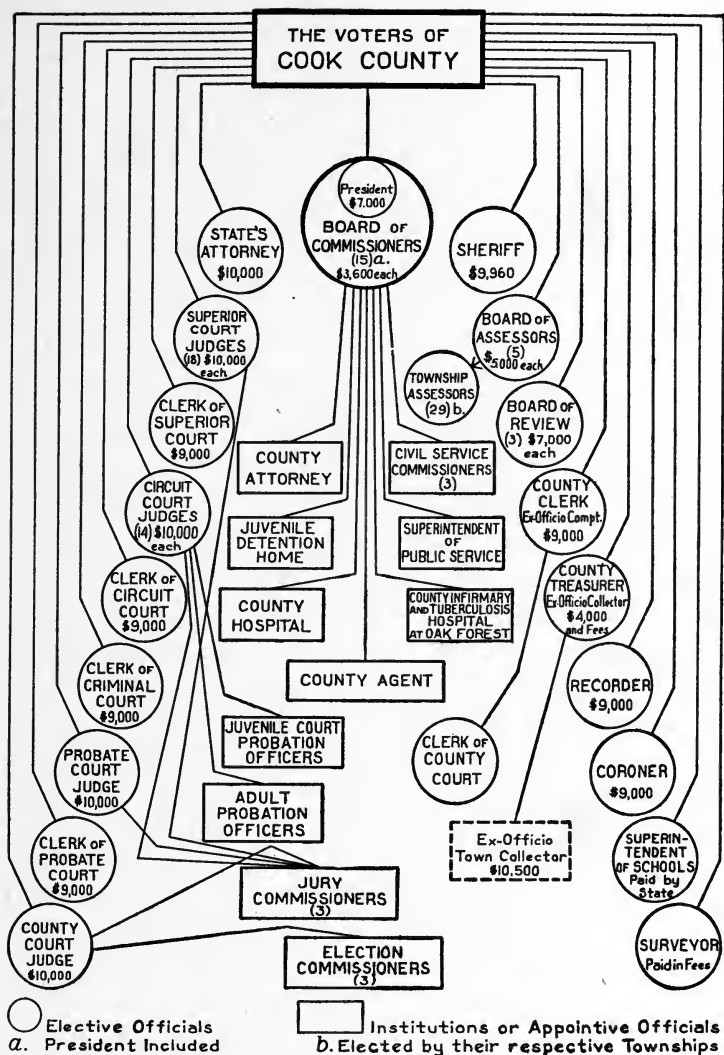 THE VOTERS OF
COOK COUNTY
President
$7.000
BOARD OF
COMMISSIONERS
(15)a.
$3,600 each
STATE'S
ATTORNEY
$10,000
SHERIFF
$9,960
SUPERIOR
COURT
JUDGES
(18) $10,000
each
BOARD OF
ASSESSORS
(5)
$5000 each
TOWNSHIP
ASSESSORS
(29) b.
CLERK OF
SUPERIOR
COURT
$9,000
BOARD OF
REVIEW
(3) $7,000
each
COUNTY
ATTORNEY
CIVIL SERVICE
COMMISSIONERS
(3)
CIRCUIT
COURT
JUDGES
(14) $10,000
each
COUNTY
CLERK
Ex-Officio Compt.
$9,000
JUVENILE
DETENTION
HOME
SUPERINTENDENT
OF
PUBLIC SERVICE
CLERK OF
CIRCUIT
COURT
$9,000
COUNTY
TREASURER
Ex-Officio Collector
$4,000
and Fees
COUNTY
HOSPITAL
COUNTY INFIRMARY
AND TUBERCULOSIS
HOSPITAL
AT OAK FOREST
COUNTY AGENT
CLERK OF
CRIMINAL
COURT
$9,000
RECORDER
$9,000
JUVENILE COURT
PROBATION
OFFICERS
CLERK OF
COUNTY
COURT
PROBATE
COURT
JUDGE
$10,000
CORONER
$9,000
ADULT
PROBATION
OFFICERS
CLERK OF
PROBATE
COURT
$9,000
Ex-Officio
Town Collector
$10,500
SUPERIN-
TENDENT
OF SCHOOLS
Paid by
State
JURY
COMMISSIONERS
(3)
COUNTY
COURT
JUDGE
$10,000
ELECTION
COMMISSIONERS
(3)
SURVEYOR
Paid in Fees
Elective Officials
Institutions or Appointive Officials
a. President Included
b. Elected by their respective Townships